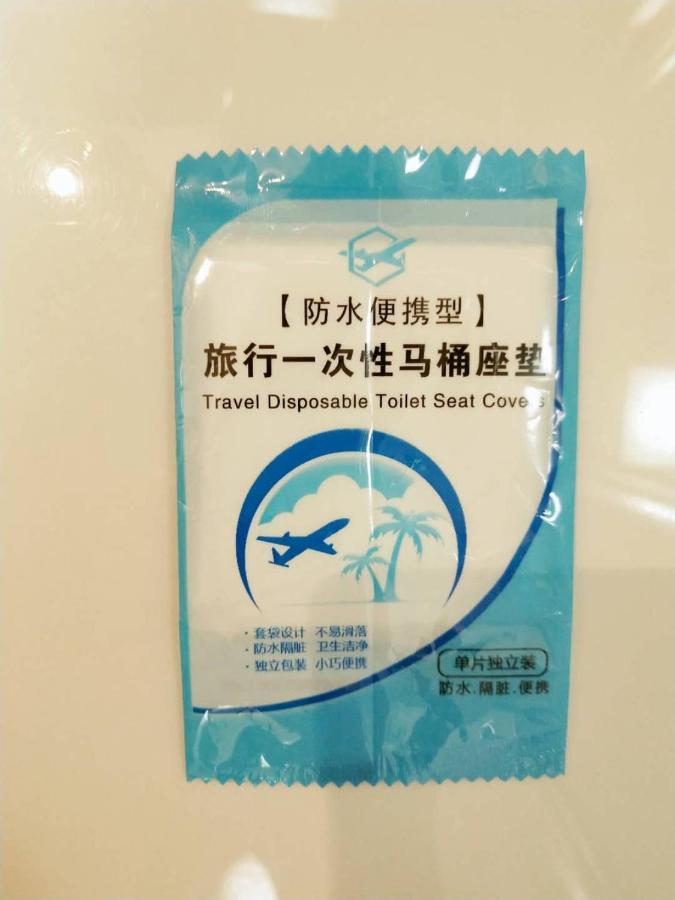 【防水便携型】
旅行一次性马桶座垫
Travel Disposable Toilet Seat Covers
· 套袋设计 不易滑落
· 防水隔脏 卫生洁净
· 独立包装 小巧便携
单片独立装
防水.隔脏.便携